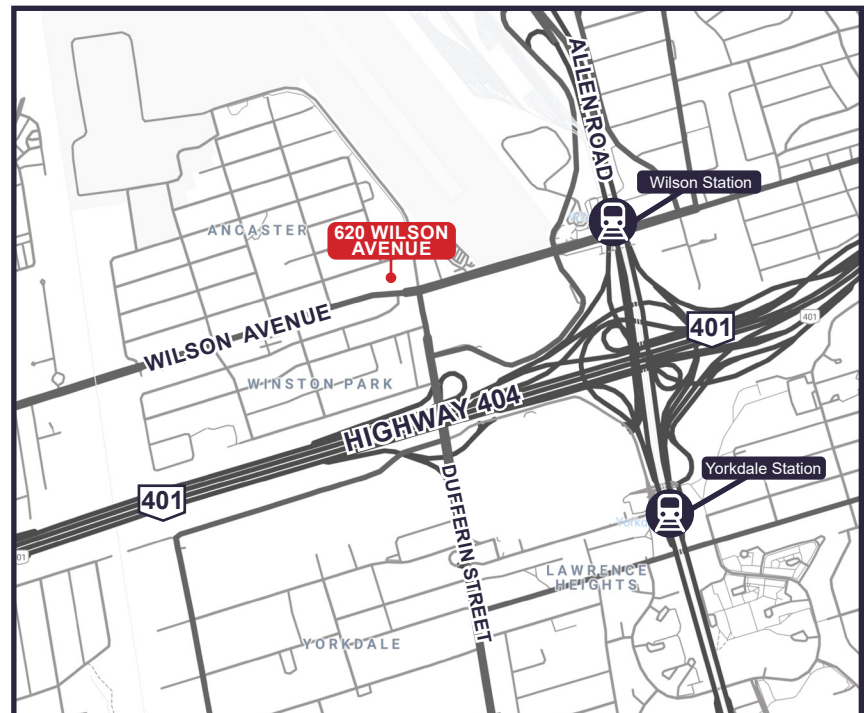 ALLEN ROAD
Wilson Station
ANCASTER
620 WILSON
AVENUE
401
401
WILSON AVENUE
WINSTON PARK
HIGHWAY 404
401
Yorkdale Station
DUFFERIN STREET
LAWRENCE
HEIGHTS
YORKDALE